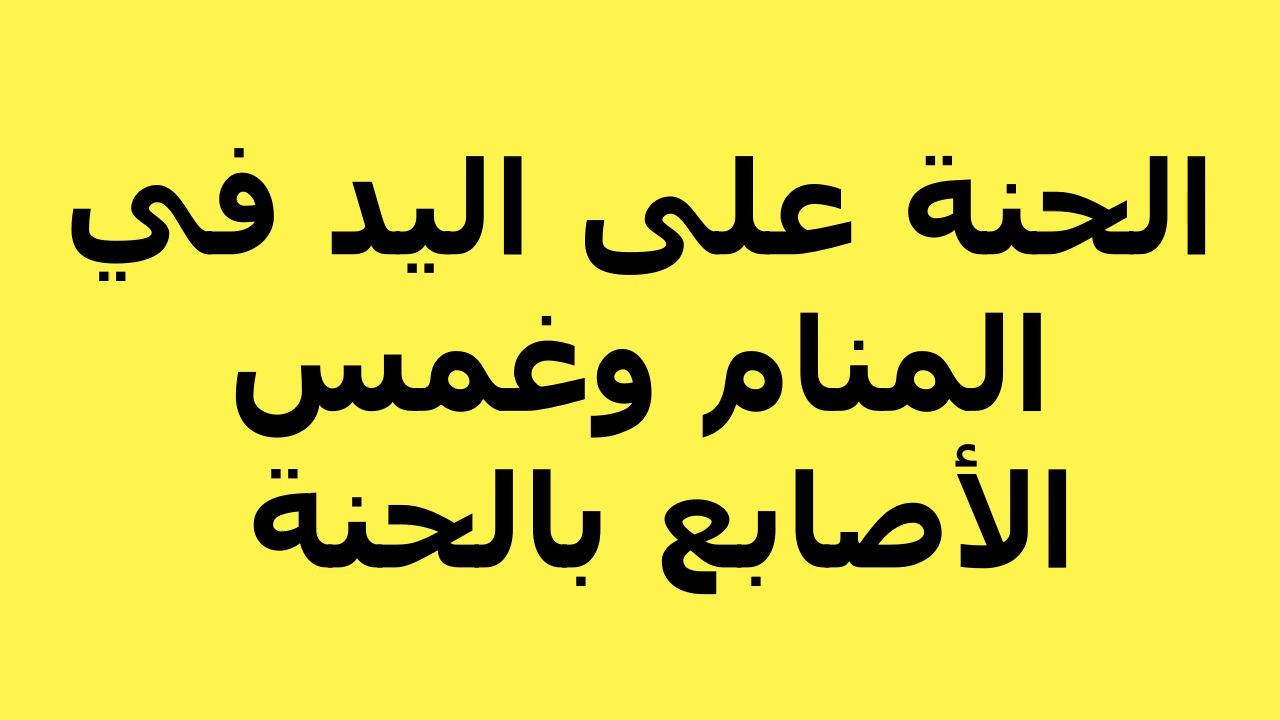 الحنة على اليد في
المنام وغمس
الأصابع بالحنة